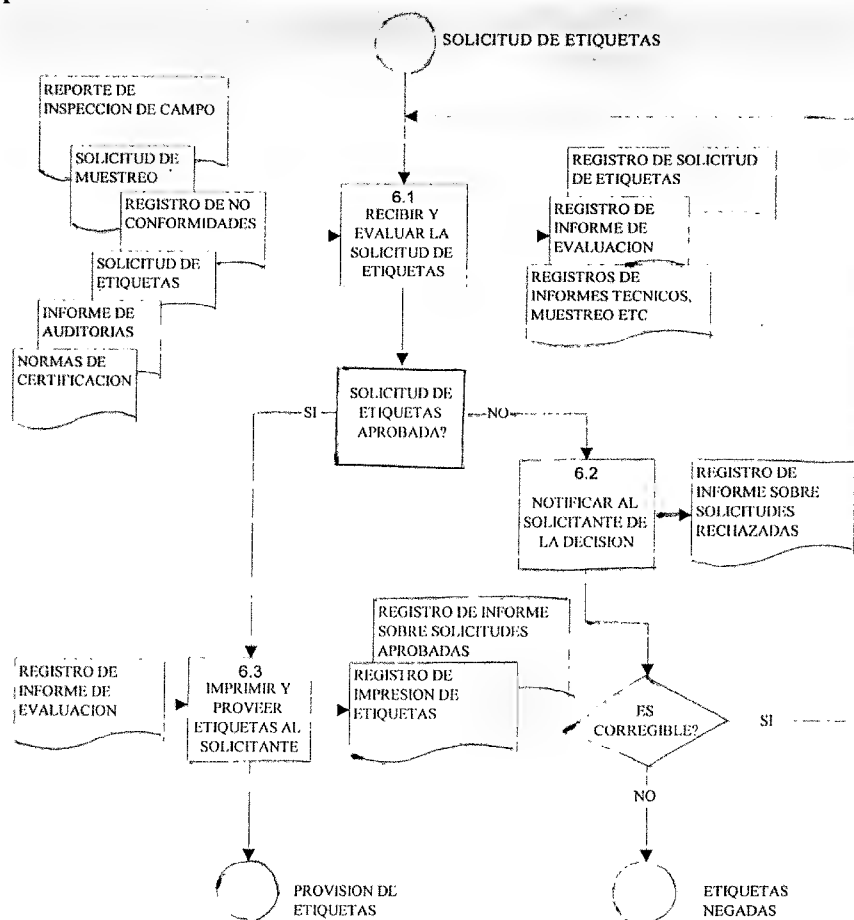 SOLICITUD DE ETIQUETAS
REPORTE DE
INSPECCION DE CAMPO
SOLICITUD DE
MUESTREO
REGISTRO DE NO
CONFORMIDADES
SOLICITUD DE
ETIQUETAS
INFORME DE
AUDITORIAS
NORMAS DE
CERTIFICACION
6.1
RECIBIR Y
EVALUAR LA
SOLICITUD DE
ETIQUETAS
REGISTRO DE SOLICITUD
DE ETIQUETAS
REGISTRO DE
INFORME DE
EVALUACION
REGISTROS DE
INFORMES TECNICOS,
MUESTREO ETC
SOLICITUD DE
ETIQUETAS
APROBADA?
SI
NO
6.2
NOTIFICAR AL
SOLICITANTE DE
LA DECISION
REGISTRO DE
INFORME SOBRE
SOLICITUDES
RECHAZADAS
REGISTRO DE
INFORME DE
EVALUACION
6.3
IMPRIMIR Y
PROVEER
ETIQUETAS AL
SOLICITANTE
REGISTRO DE INFORME
SOBRE SOLICITUDES
APROBADAS
REGISTRO DE
IMPRESION DE
ETIQUETAS
ES
CORREGIBLE?
SI
NO
PROVISION DE
ETIQUETAS
ETIQUETAS
NEGADAS